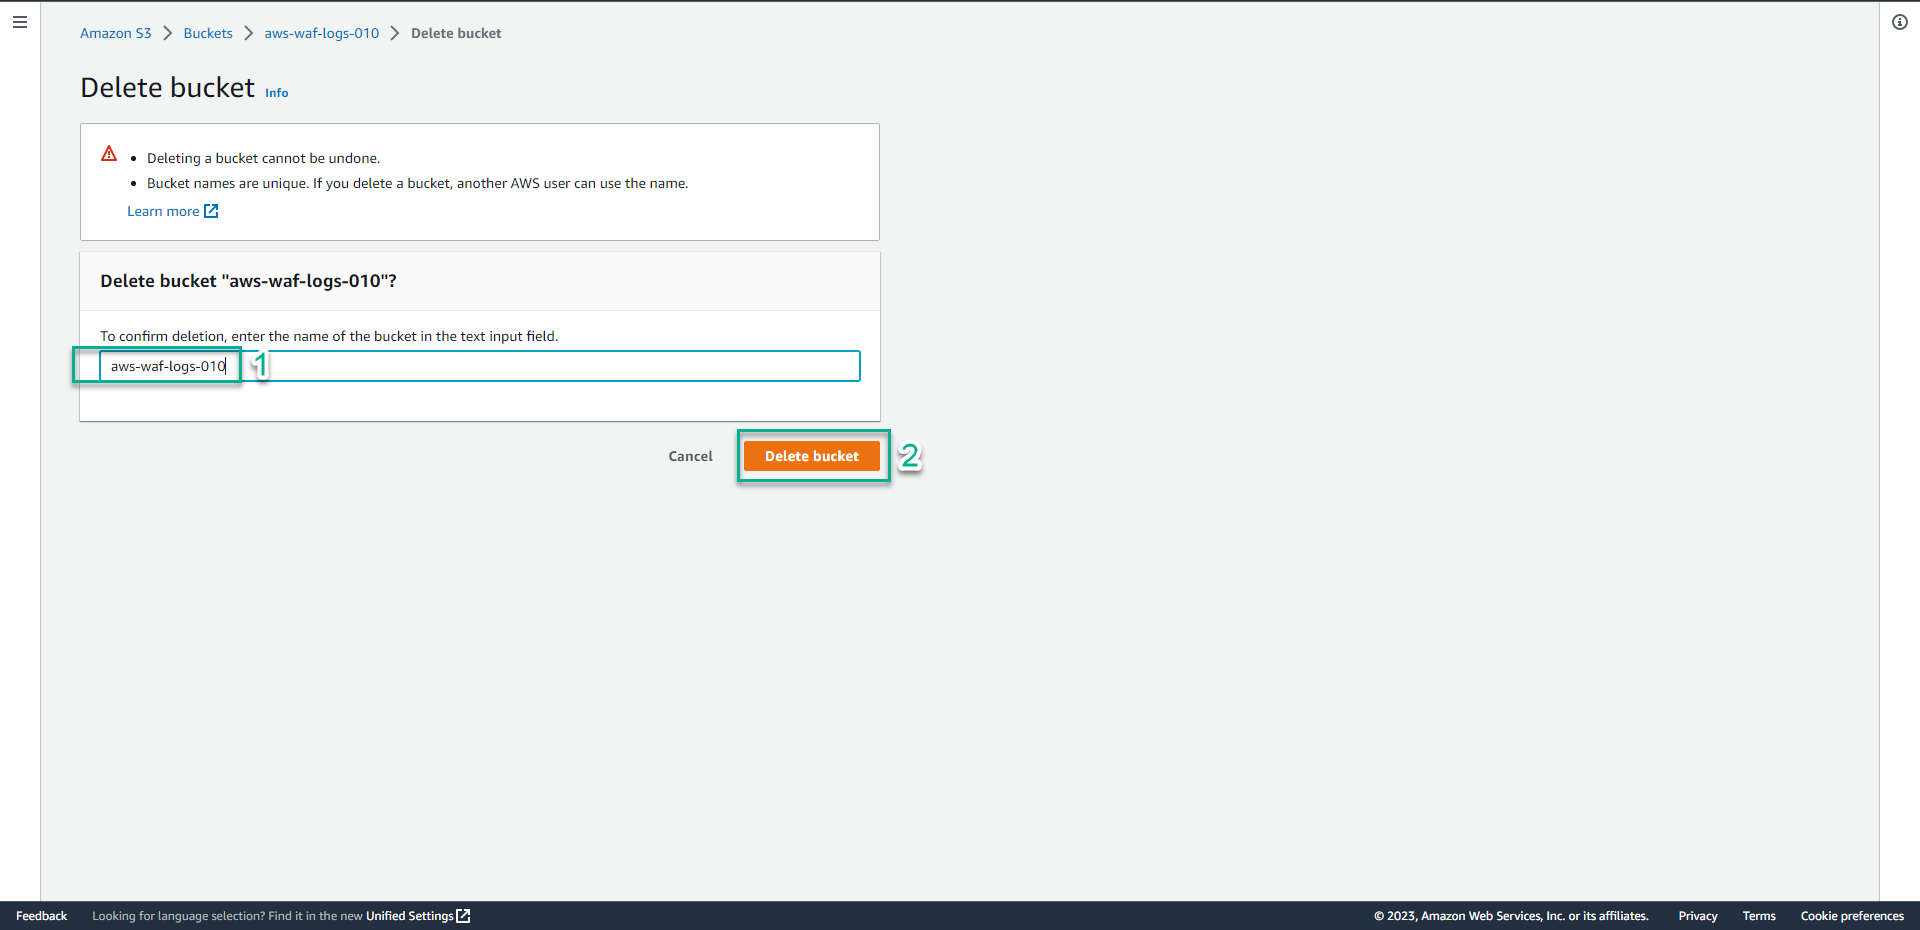 Amazon S3 > Buckets > aws-waf-logs-010 > Delete bucket
Delete bucket Info
• Deleting a bucket cannot be undone.
• Bucket names are unique. If you delete a bucket, another AWS user can use the name.
Learn more
Delete bucket "aws-waf-logs-010"?
To confirm deletion, enter the name of the bucket in the text input field.
aws-waf-logs-010 1
Cancel Delete bucket 2
Feedback Looking for language selection? Find it in the new Unified Settings © 2023, Amazon Web Services, Inc. or its affiliates. Privacy Terms Cookie preferences